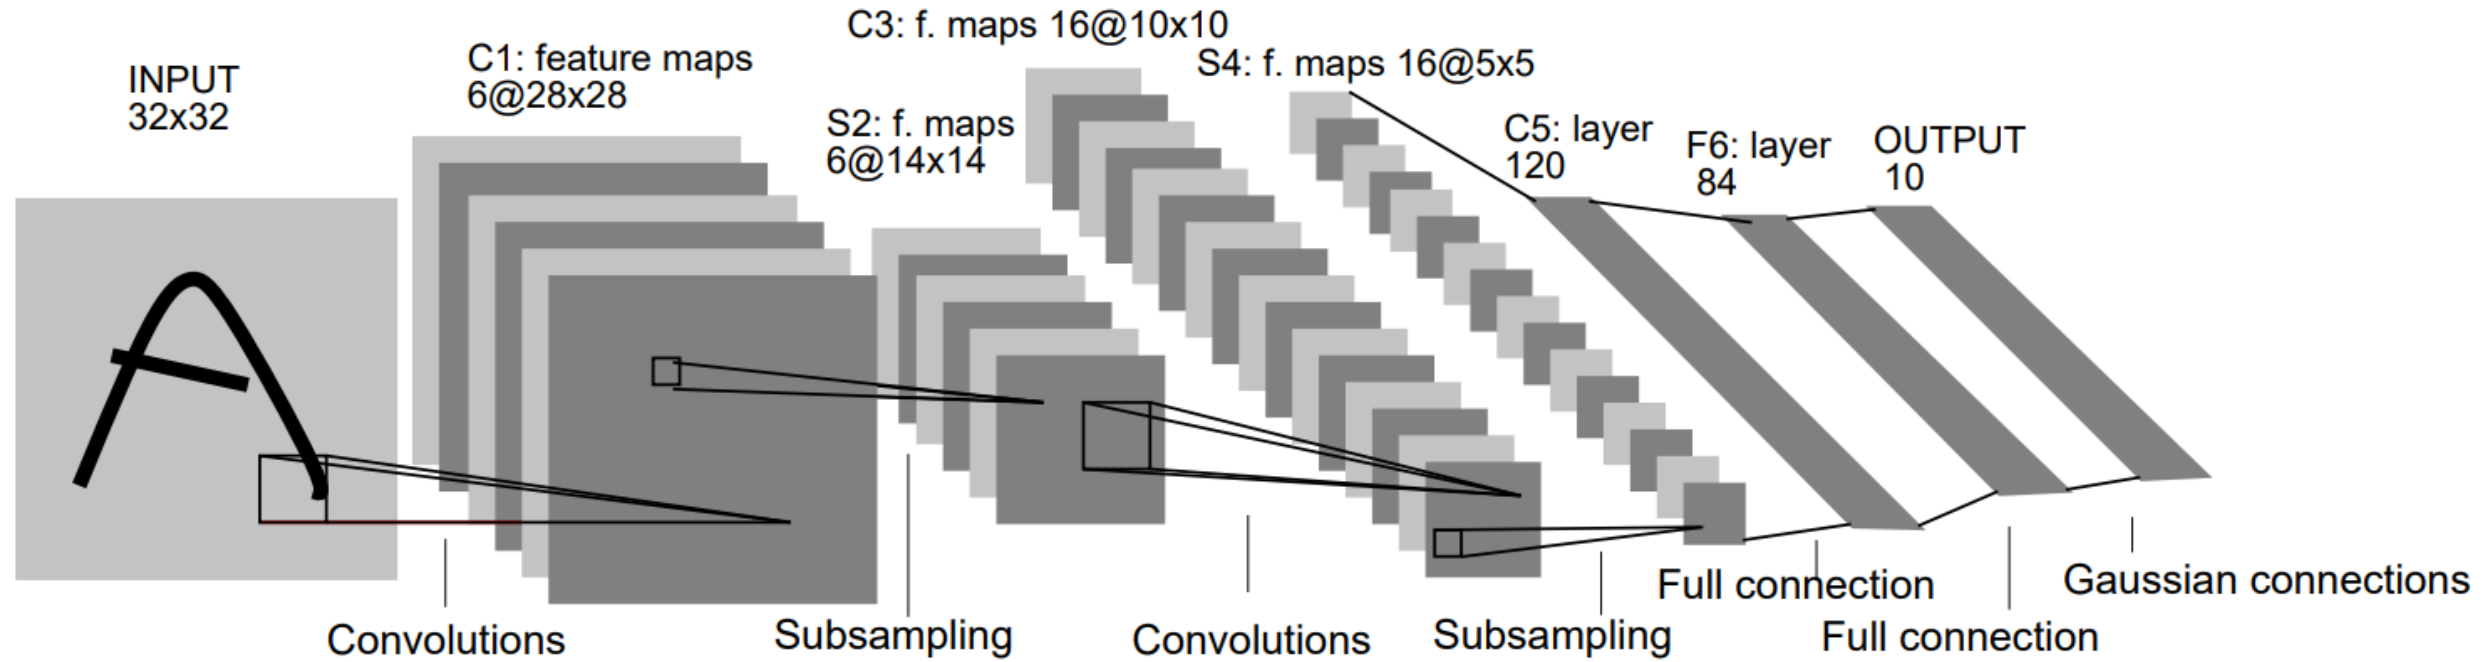 INPUT
32x32
C1: feature maps
6@28x28
S2: f. maps
6@14x14
C3: f. maps 16@10x10
S4: f. maps 16@5x5
C5: layer
120
F6: layer
84
OUTPUT
10
Convolutions
Subsampling
Convolutions
Subsampling
Full connection
Full connection
Gaussian connections